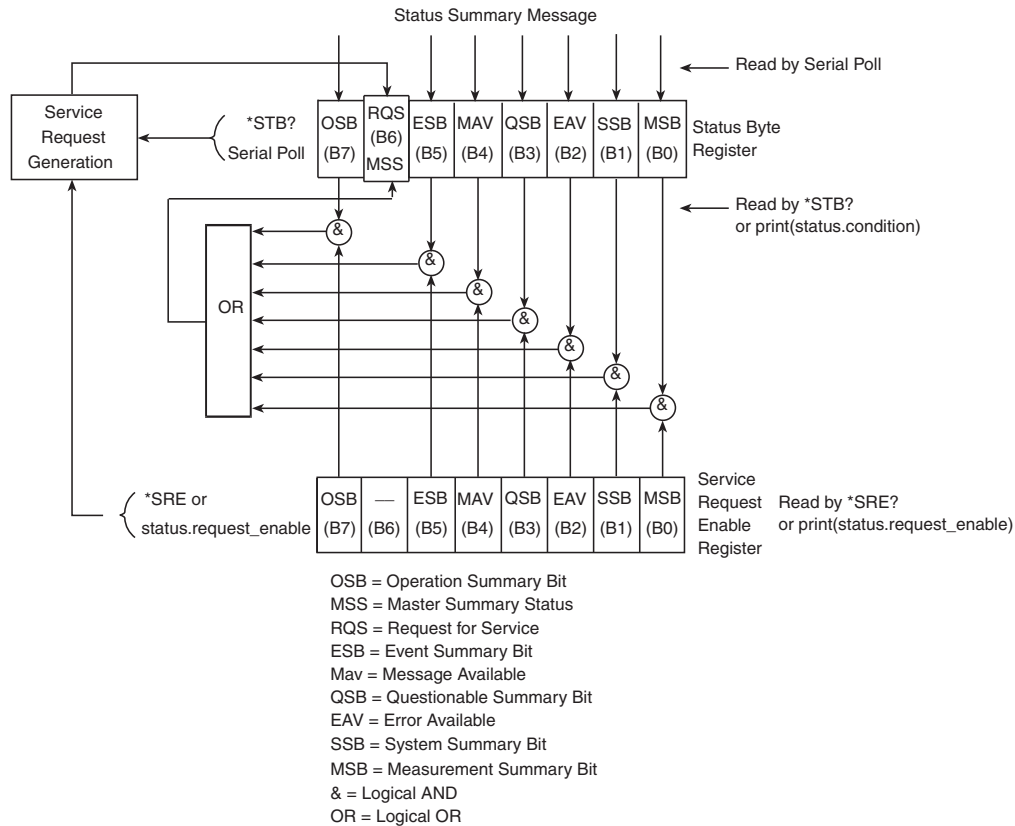 Status Summary Message
Read by Serial Poll
Service
Request
Generation
*STB?
Serial Poll
OSB
(B7)
RQS
(B6)
MSS
ESB
(B5)
MAV
(B4)
QSB
(B3)
EAV
(B2)
SSB
(B1)
MSB
(B0)
Status Byte
Register
Read by *STB?
or print(status.condition)
OR
&
&
&
&
&
&
&
*SRE or
status.request_enable
OSB
(B7)
—
(B6)
ESB
(B5)
MAV
(B4)
QSB
(B3)
EAV
(B2)
SSB
(B1)
MSB
(B0)
Service
Request
Enable
Register
Read by *SRE?
or print(status.request_enable)
OSB = Operation Summary Bit
MSS = Master Summary Status
RQS = Request for Service
ESB = Event Summary Bit
Mav = Message Available
QSB = Questionable Summary Bit
EAV = Error Available
SSB = System Summary Bit
MSB = Measurement Summary Bit
& = Logical AND
OR = Logical OR